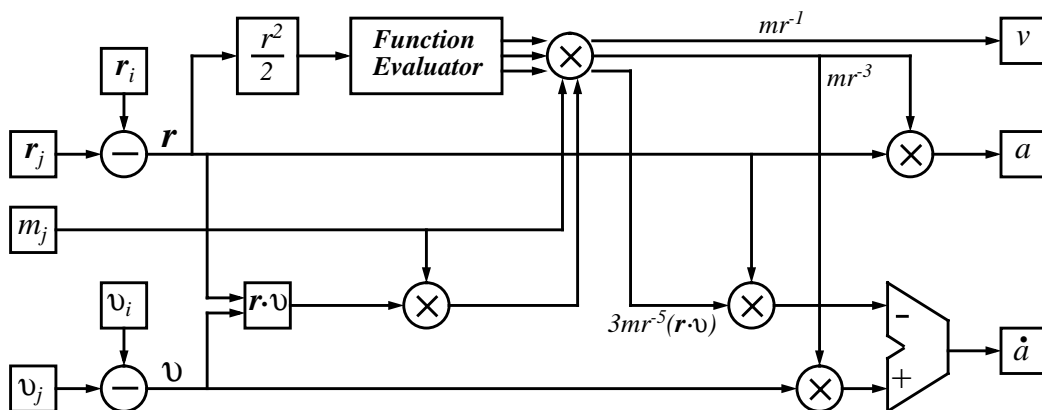 mr⁻¹
v
r²
2
Function
Evaluator
×
mr⁻³
r_i
r_j
−
r
×
a
m_j
υ_i
r·υ
×
×
3mr⁻⁵(r·υ)
-
+
ȧ
υ_j
−
υ
×